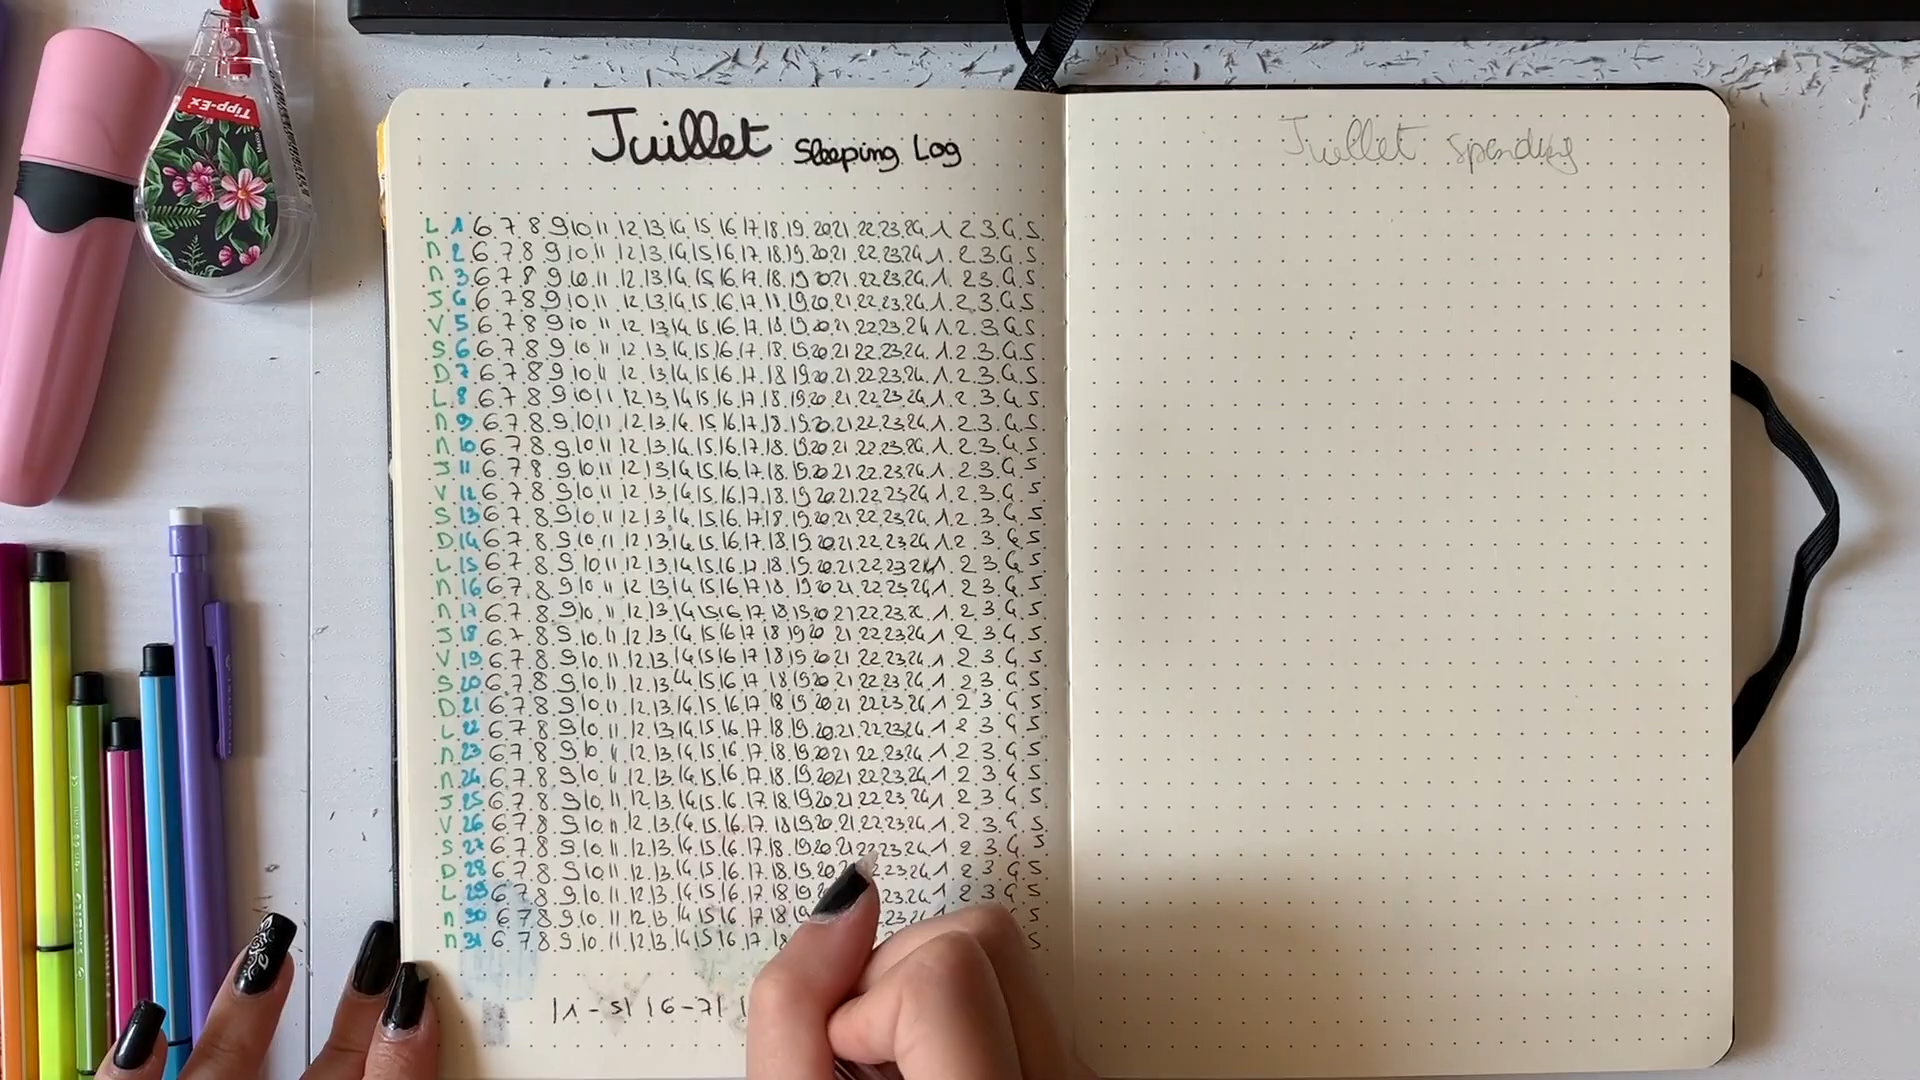 Tipp-Ex
Juillet Sleeping Log
L 1 6 7 8 9 10 11 12 13 14 15 16 17 18 19 20 21 22 23 24 1 2 3 4 5
M 2 6 7 8 9 10 11 12 13 14 15 16 17 18 19 20 21 22 23 24 1 2 3 4 5
M 3 6 7 8 9 10 11 12 13 14 15 16 17 18 19 20 21 22 23 24 1 2 3 4 5
J 4 6 7 8 9 10 11 12 13 14 15 16 17 18 19 20 21 22 23 24 1 2 3 4 5
V 5 6 7 8 9 10 11 12 13 14 15 16 17 18 19 20 21 22 23 24 1 2 3 4 5
S 6 6 7 8 9 10 11 12 13 14 15 16 17 18 19 20 21 22 23 24 1 2 3 4 5
D 7 6 7 8 9 10 11 12 13 14 15 16 17 18 19 20 21 22 23 24 1 2 3 4 5
L 8 6 7 8 9 10 11 12 13 14 15 16 17 18 19 20 21 22 23 24 1 2 3 4 5
M 9 6 7 8 9 10 11 12 13 14 15 16 17 18 19 20 21 22 23 24 1 2 3 4 5
M 10 6 7 8 9 10 11 12 13 14 15 16 17 18 19 20 21 22 23 24 1 2 3 4 5
J 11 6 7 8 9 10 11 12 13 14 15 16 17 18 19 20 21 22 23 24 1 2 3 4 5
V 12 6 7 8 9 10 11 12 13 14 15 16 17 18 19 20 21 22 23 24 1 2 3 4 5
S 13 6 7 8 9 10 11 12 13 14 15 16 17 18 19 20 21 22 23 24 1 2 3 4 5
D 14 6 7 8 9 10 11 12 13 14 15 16 17 18 19 20 21 22 23 24 1 2 3 4 5
L 15 6 7 8 9 10 11 12 13 14 15 16 17 18 19 20 21 22 23 24 1 2 3 4 5
M 16 6 7 8 9 10 11 12 13 14 15 16 17 18 19 20 21 22 23 24 1 2 3 4 5
M 17 6 7 8 9 10 11 12 13 14 15 16 17 18 19 20 21 22 23 24 1 2 3 4 5
J 18 6 7 8 9 10 11 12 13 14 15 16 17 18 19 20 21 22 23 24 1 2 3 4 5
V 19 6 7 8 9 10 11 12 13 14 15 16 17 18 19 20 21 22 23 24 1 2 3 4 5
S 20 6 7 8 9 10 11 12 13 14 15 16 17 18 19 20 21 22 23 24 1 2 3 4 5
D 21 6 7 8 9 10 11 12 13 14 15 16 17 18 19 20 21 22 23 24 1 2 3 4 5
L 22 6 7 8 9 10 11 12 13 14 15 16 17 18 19 20 21 22 23 24 1 2 3 4 5
M 23 6 7 8 9 10 11 12 13 14 15 16 17 18 19 20 21 22 23 24 1 2 3 4 5
M 24 6 7 8 9 10 11 12 13 14 15 16 17 18 19 20 21 22 23 24 1 2 3 4 5
J 25 6 7 8 9 10 11 12 13 14 15 16 17 18 19 20 21 22 23 24 1 2 3 4 5
V 26 6 7 8 9 10 11 12 13 14 15 16 17 18 19 20 21 22 23 24 1 2 3 4 5
S 27 6 7 8 9 10 11 12 13 14 15 16 17 18 19 20 21 22 23 24 1 2 3 4 5
D 28 6 7 8 9 10 11 12 13 14 15 16 17 18 19 20 23 24 1 2 3 4 5
L 29 6 7 8 9 10 11 12 13 14 15 16 17 18 19 23 24 1 2 3 4 5
M 30 6 7 8 9 10 11 12 13 14 15 16 17 18 19 23 24 1 5
M 31 6 7 8 9 10 11 12 13 14 15 16 17 18 5
|1 - 5| |6 - 7| |
Juillet spending